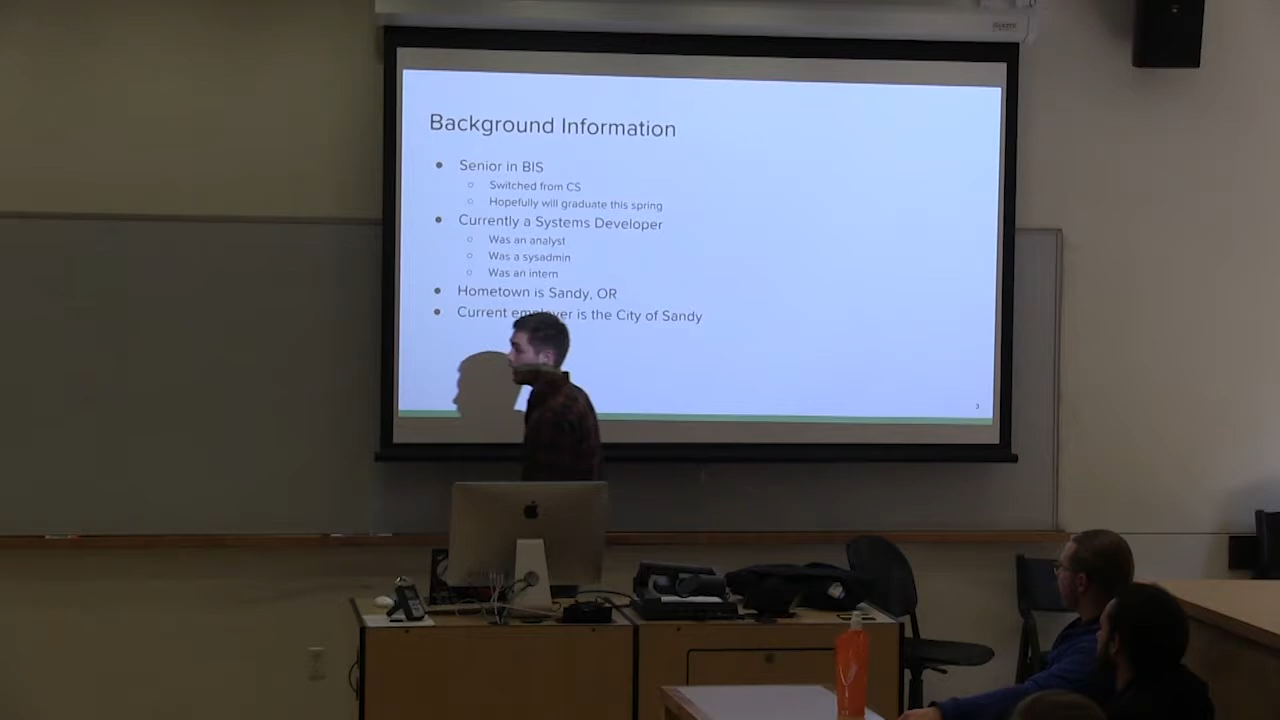 Background Information
Senior in BIS
Switched from CS
Hopefully will graduate this spring
Currently a Systems Developer
Was an analyst
Was a sysadmin
Was an intern
Hometown is Sandy, OR
Current employer is the City of Sandy
3